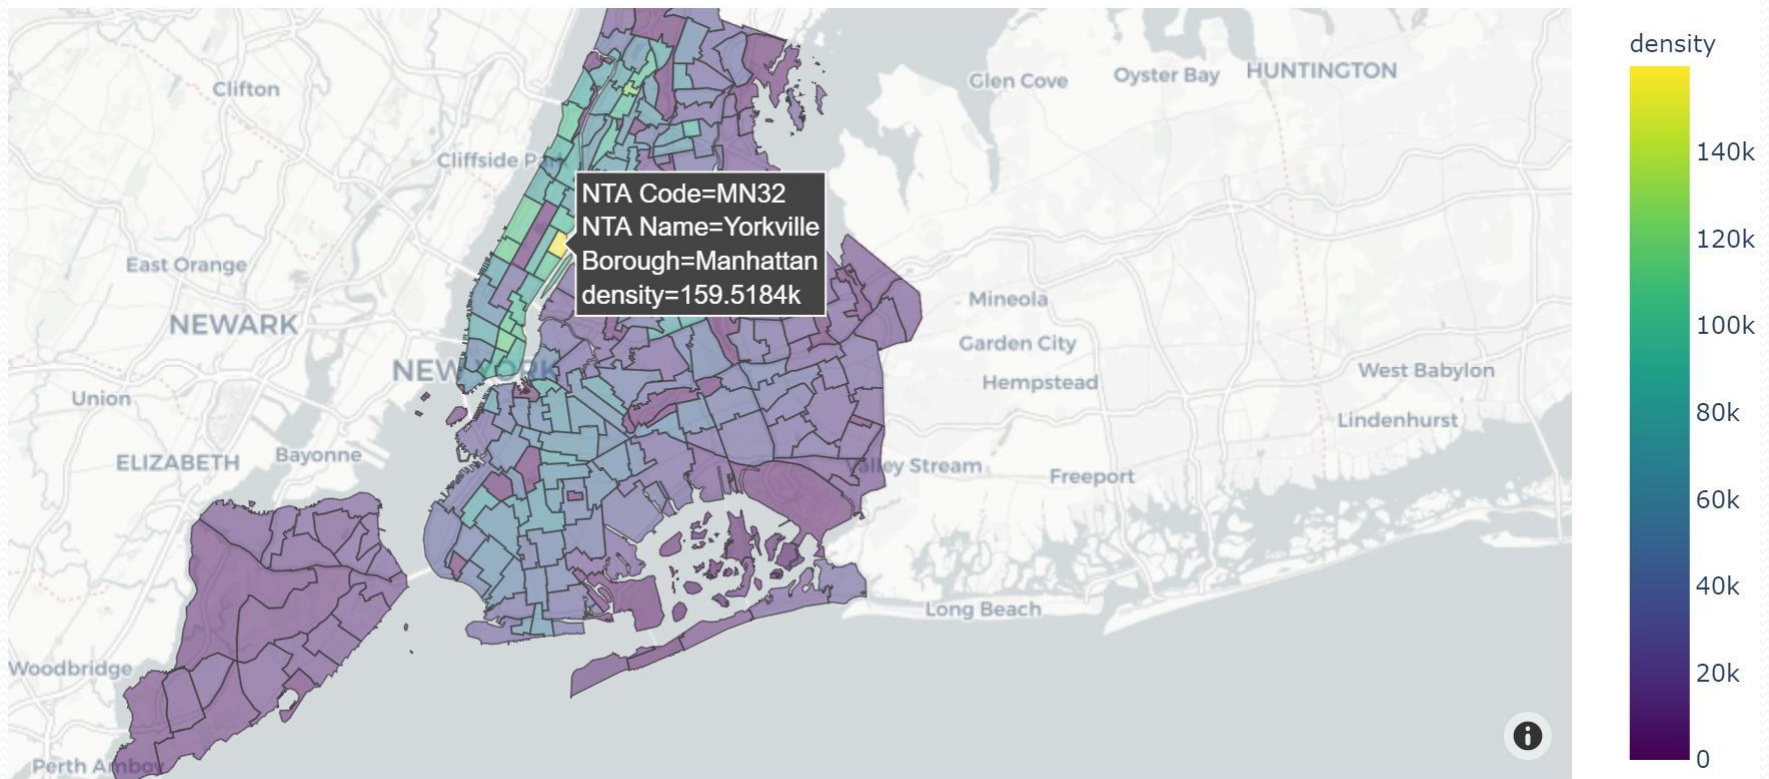 Clifton
Cliffside Park
NTA Code=MN32
NTA Name=Yorkville
Borough=Manhattan
density=159.5184k
East Orange
NEWARK
NEW YORK
Union
ELIZABETH
Bayonne
Woodbridge
Perth Amboy
Glen Cove
Oyster Bay
HUNTINGTON
Mineola
Garden City
Hempstead
West Babylon
Lindenhurst
Valley Stream
Freeport
Long Beach
density
140k
120k
100k
80k
60k
40k
20k
0